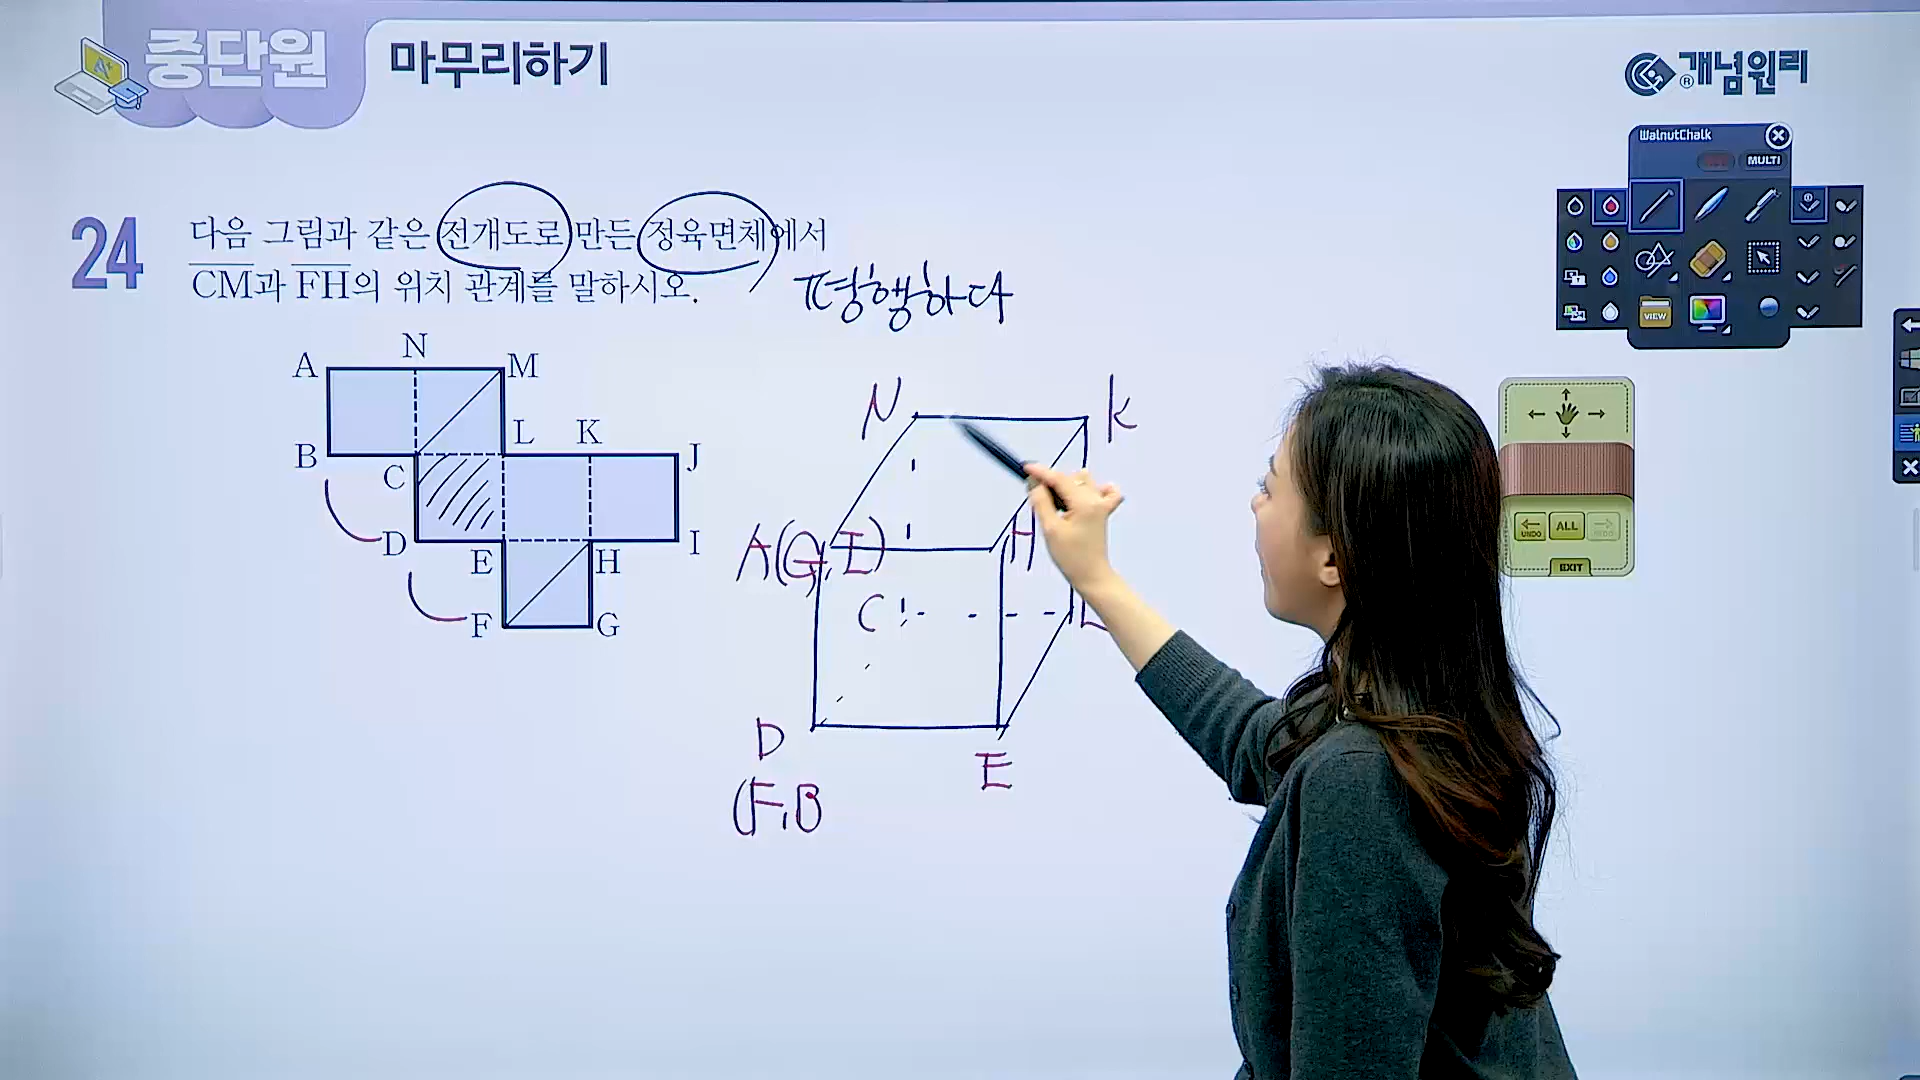 중단원 마무리하기
개념원리
WalnutChalk
MULTI
VIEW
24 다음 그림과 같은 전개도로 만든 정육면체에서
CM과 FH의 위치 관계를 말하시오.
평행하다
A N M
B C L K J
D E H I
F G
N K
A(G, I) H
C L
D E
(F, B
UNDO ALL
EXIT